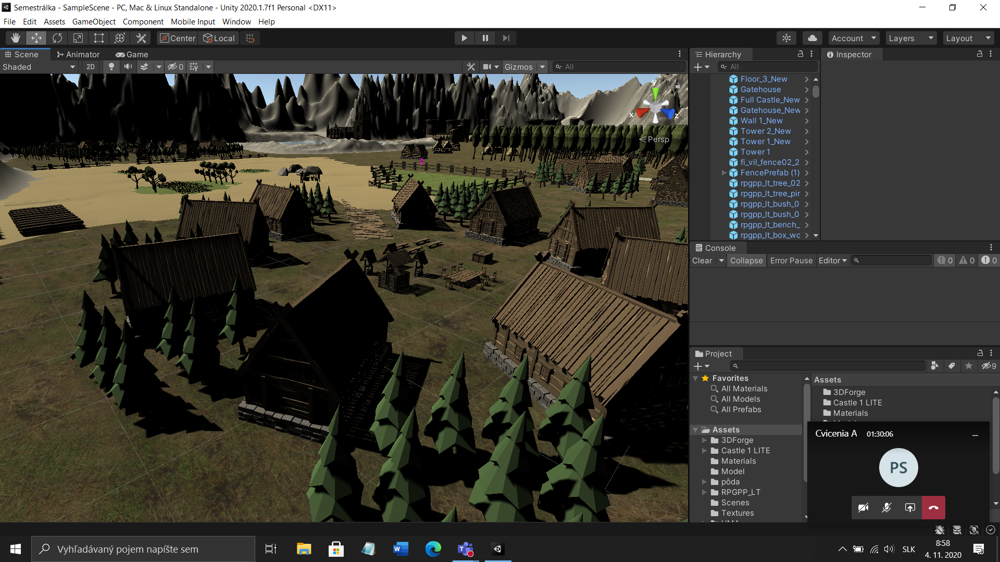 Semestrálka - SampleScene - PC, Mac & Linux Standalone - Unity 2020.1.7f1 Personal <DX11>
File Edit Assets GameObject Component Mobile Input Window Help
Center Local Account Layers Layout
Scene Animator Game
Shaded 2D 0 Gizmos All
y
x
z
Persp
Hierarchy
All
Floor_3_New
Gatehouse
Full Castle_New
Gatehouse_New
Wall 1_New
Tower 2_New
Tower 1_New
Tower 1
fi_vil_fence02_2
FencePrefab (1)
rpgpp_lt_tree_02
rpgpp_lt_tree_pir
rpgpp_lt_bush_0
rpgpp_lt_bush_0
rpgpp_lt_bench_
rpgpp_lt_box_wc
Inspector
Console
Clear Collapse Error Pause Editor 0 0 0
Project
9
Favorites
All Materials
All Models
All Prefabs
Assets
3DForge
Castle 1 LITE
Materials
Model
pôda
RPGPP_LT
Scenes
Textures
Assets
3DForge
Castle 1 LITE
Materials
Cvicenia A 01:30:06
PS
Vyhľadávaný pojem napíšte sem
SLK
8:58
4. 11. 2020